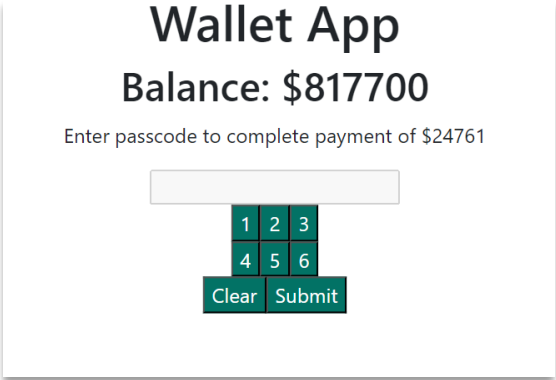 Wallet App
Balance: $817700
Enter passcode to complete payment of $24761
1 2 3
4 5 6
Clear Submit